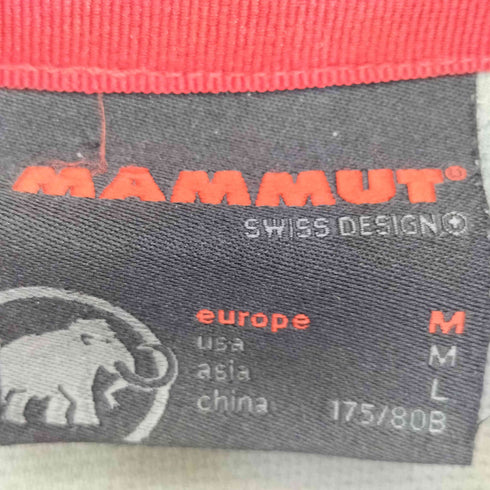 MAMMUT®
SWISS DESIGN
europe M
usa M
asia L
china 175/80B